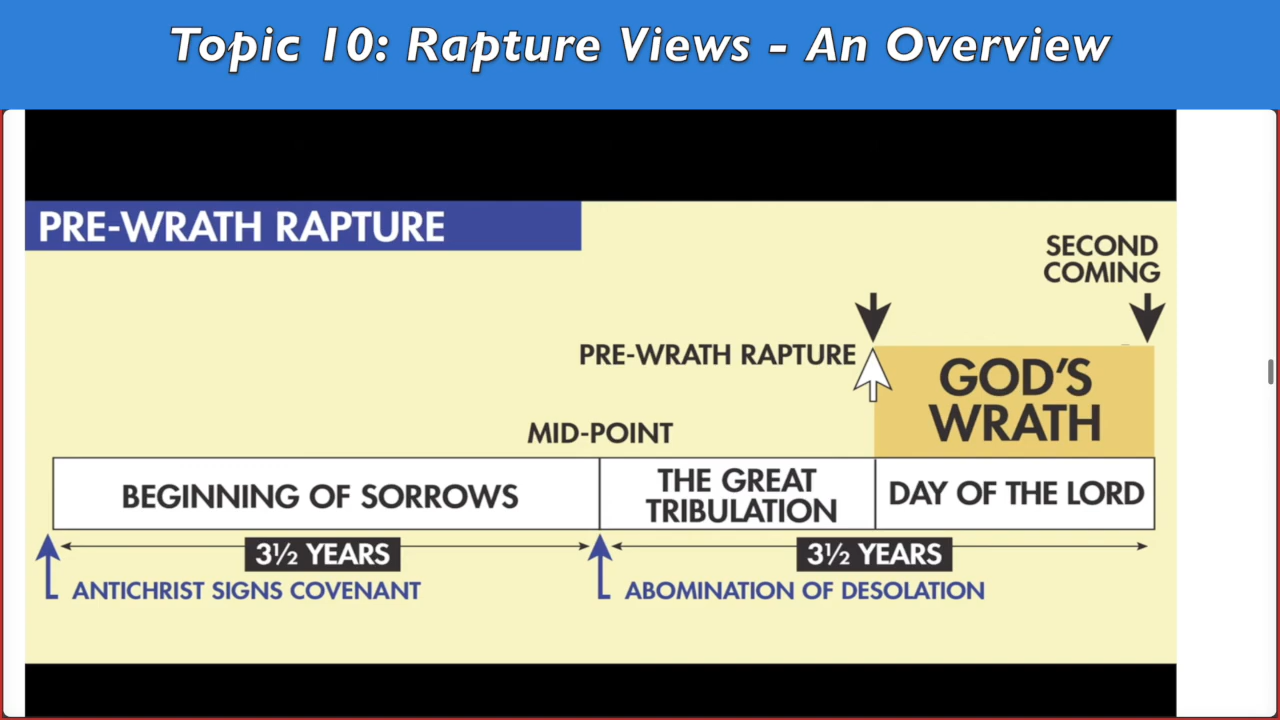 Topic 10: Rapture Views - An Overview
PRE-WRATH RAPTURE
SECOND
COMING
PRE-WRATH RAPTURE
GOD'S
WRATH
MID-POINT
BEGINNING OF SORROWS
THE GREAT
TRIBULATION
DAY OF THE LORD
3½ YEARS
3½ YEARS
ANTICHRIST SIGNS COVENANT
ABOMINATION OF DESOLATION